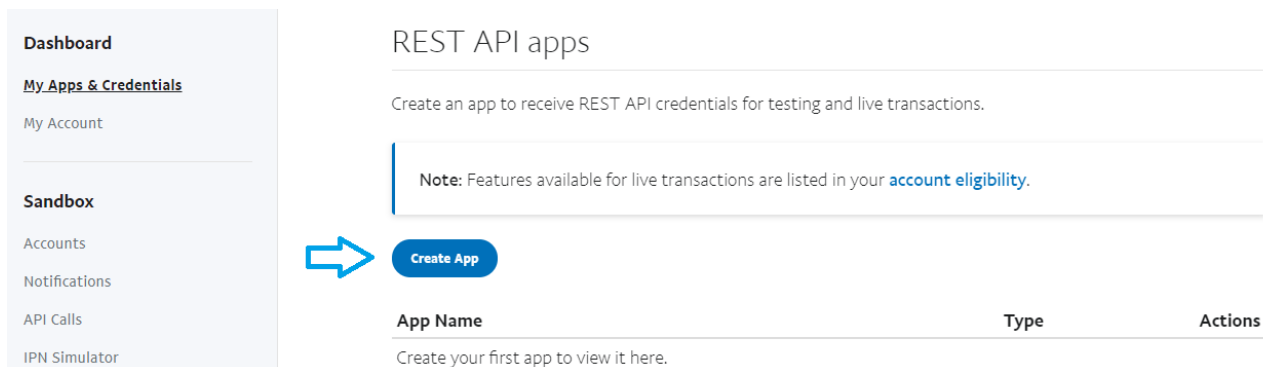 Dashboard
My Apps & Credentials
My Account
Sandbox
Accounts
Notifications
API Calls
IPN Simulator
REST API apps
Create an app to receive REST API credentials for testing and live transactions.
Note: Features available for live transactions are listed in your account eligibility.
Create App
App Name Type Actions
Create your first app to view it here.